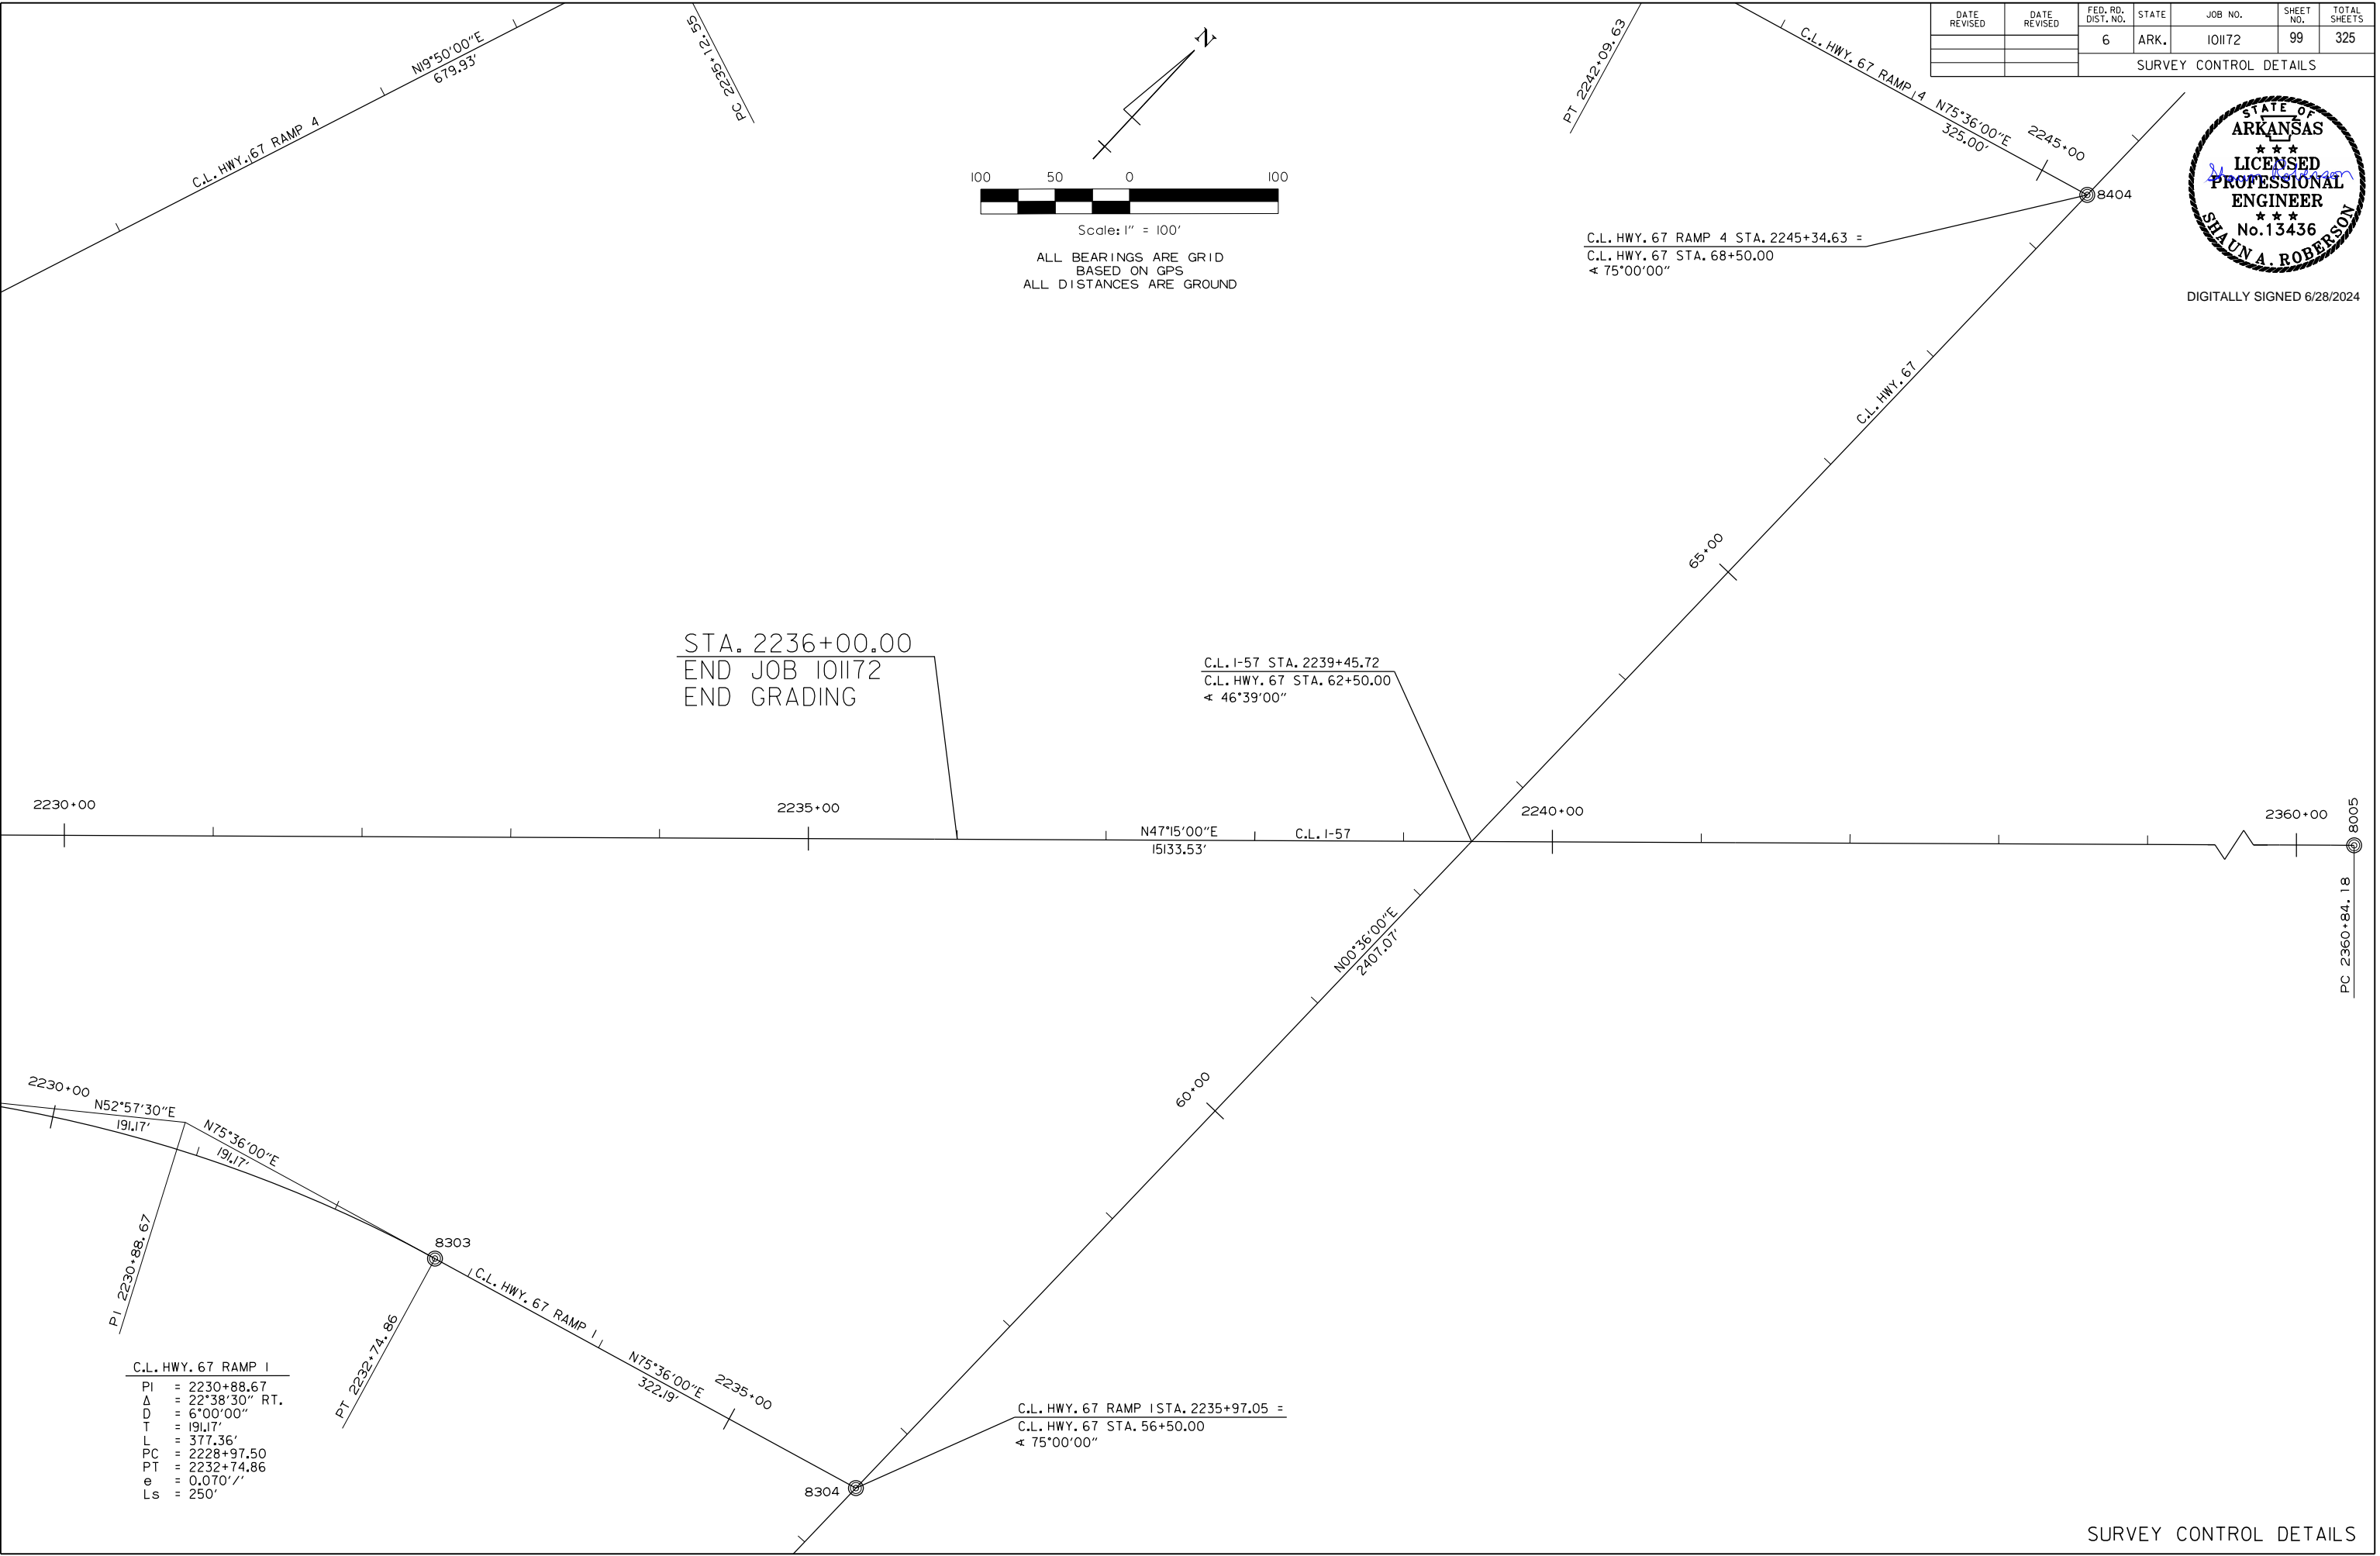 DATE REVISED
DATE REVISED
FED. RD. DIST. NO.
STATE
JOB NO.
SHEET NO.
TOTAL SHEETS
6
ARK.
101172
99
325
SURVEY CONTROL DETAILS
STATE OF
ARKANSAS
★ ★ ★
LICENSED
PROFESSIONAL
ENGINEER
★ ★ ★
No. 13436
SHAUN A. ROBERSON
Shaun Roberson
DIGITALLY SIGNED 6/28/2024
N19°50'00"E
679.93'
C.L. HWY. 67 RAMP 4
PC 2235+12.55
N
100 50 0 100
Scale: 1" = 100'
ALL BEARINGS ARE GRID
BASED ON GPS
ALL DISTANCES ARE GROUND
PT 2242+09.63
C.L. HWY. 67 RAMP 4
N75°36'00"E
325.00'
2245+00
8404
C.L. HWY. 67 RAMP 4 STA. 2245+34.63 =
C.L. HWY. 67 STA. 68+50.00
∢ 75°00'00"
C.L. HWY. 67
65+00
STA. 2236+00.00
END JOB 101172
END GRADING
C.L. I-57 STA. 2239+45.72
C.L. HWY. 67 STA. 62+50.00
∢ 46°39'00"
2230+00
2235+00
N47°15'00"E
15133.53'
C.L. I-57
2240+00
2360+00
8005
PC 2360+84.18
N00°36'00"E
2407.07'
60+00
2230+00
N52°57'30"E
191.17'
N75°36'00"E
191.17'
PI 2230+88.67
8303
PT 2232+74.86
C.L. HWY. 67 RAMP 1
N75°36'00"E
322.19'
2235+00
8304
C.L. HWY. 67 RAMP 1 STA. 2235+97.05 =
C.L. HWY. 67 STA. 56+50.00
∢ 75°00'00"
C.L. HWY. 67 RAMP 1
PI = 2230+88.67
Δ = 22°38'30" RT.
D = 6°00'00"
T = 191.17'
L = 377.36'
PC = 2228+97.50
PT = 2232+74.86
e = 0.070'/'
Ls = 250'
SURVEY CONTROL DETAILS